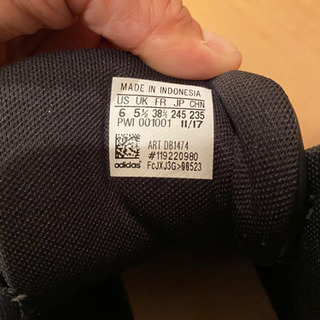 MADE IN INDONESIA
US UK FR JP CHN
6 5½ 38⅔ 245 235
PWI 001001 11/17
ART DB1474
#119220980
adidas FcJXJ3G>00523